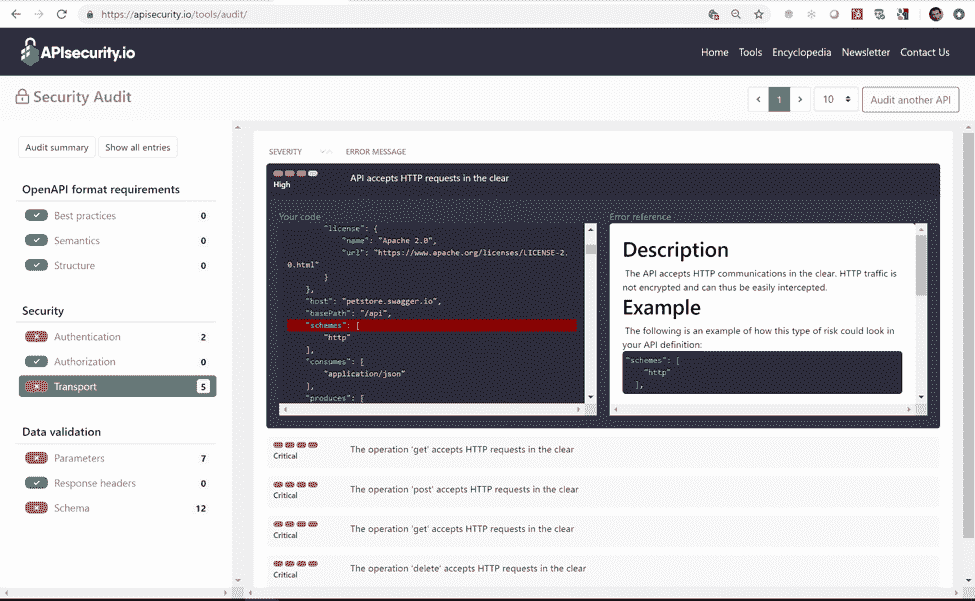 https://apisecurity.io/tools/audit/
APIsecurity.io
Home Tools Encyclopedia Newsletter Contact Us
Security Audit
1
10
Audit another API
Audit summary
Show all entries
OpenAPI format requirements
Best practices 0
Semantics 0
Structure 0
Security
Authentication 2
Authorization 0
Transport 5
Data validation
Parameters 7
Response headers 0
Schema 12
SEVERITY ERROR MESSAGE
High
API accepts HTTP requests in the clear
Your code
"license": {
"name": "Apache 2.0",
"url": "https://www.apache.org/licenses/LICENSE-2.
0.html"
}
},
"host": "petstore.swagger.io",
"basePath": "/api",
"schemes": [
"http"
],
"consumes": [
"application/json"
],
"produces": [
Error reference
Description
The API accepts HTTP communications in the clear. HTTP traffic is
not encrypted and can thus be easily intercepted.
Example
The following is an example of how this type of risk could look in
your API definition:
"schemes": [
"http"
],
Critical
The operation 'get' accepts HTTP requests in the clear
Critical
The operation 'post' accepts HTTP requests in the clear
Critical
The operation 'get' accepts HTTP requests in the clear
Critical
The operation 'delete' accepts HTTP requests in the clear